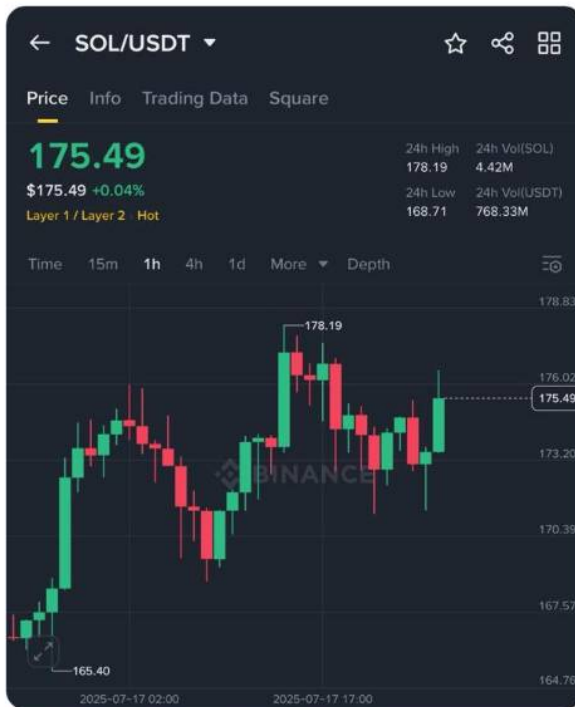 SOL/USDT
Price Info Trading Data Square
175.49
$175.49 +0.04%
Layer 1 / Layer 2 · Hot
24h High 24h Vol(SOL)
178.19 4.42M
24h Low 24h Vol(USDT)
168.71 768.33M
Time 15m 1h 4h 1d More Depth
178.83
178.19
176.02
175.49
173.20
BINANCE
170.39
167.57
165.40
164.76
2025-07-17 02:00 2025-07-17 17:00